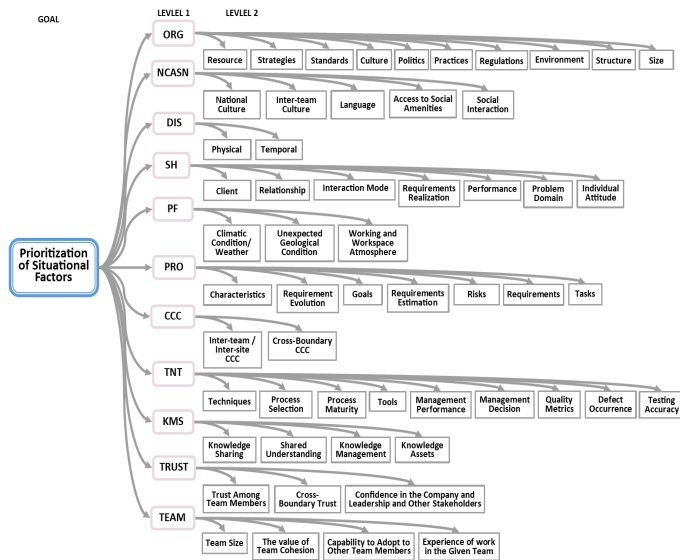 GOAL
LEVLEL 1
LEVLEL 2
Prioritization
of Situational
Factors
ORG
Resource
Strategies
Standards
Culture
Politics
Practices
Regulations
Environment
Structure
Size
NCASN
National
Culture
Inter-team
Culture
Language
Access to Social
Amenities
Social
Interaction
DIS
Physical
Temporal
SH
Client
Relationship
Interaction Mode
Requirements
Realization
Performance
Problem
Domain
Individual
Attitude
PF
Climatic
Condition/
Weather
Unexpected
Geological
Condition
Working and
Workspace
Atmosphere
PRO
Characteristics
Requirement
Evolution
Goals
Requirements
Estimation
Risks
Requirements
Tasks
CCC
Inter-team /
Inter-site
CCC
Cross-Boundary
CCC
TNT
Techniques
Process
Selection
Process
Maturity
Tools
Management
Performance
Management
Decision
Quality
Metrics
Defect
Occurrence
Testing
Accuracy
KMS
Knowledge
Sharing
Shared
Understanding
Knowledge
Management
Knowledge
Assets
TRUST
Trust Among
Team Members
Cross-
Boundary Trust
Confidence in the Company and
Leadership and Other Stakeholders
TEAM
Team Size
The value of
Team Cohesion
Capability to Adopt to
Other Team Members
Experience of work
in the Given Team